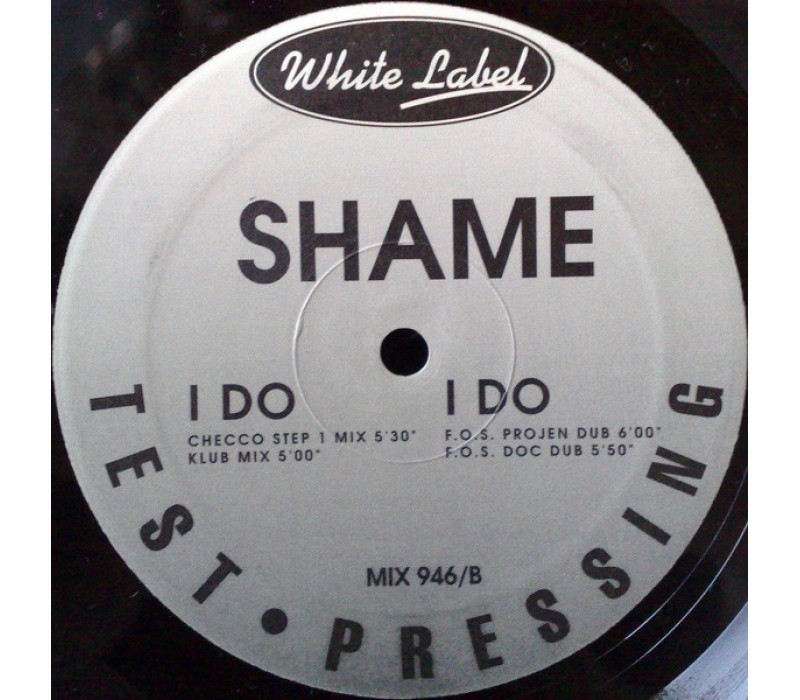 White Label
SHAME
I DO
CHECCO STEP 1 MIX 5'30"
KLUB MIX 5'00"
I DO
F.O.S. PROJEN DUB 6'00"
F.O.S. DOC DUB 5'50"
MIX 946/B
TEST • PRESSING